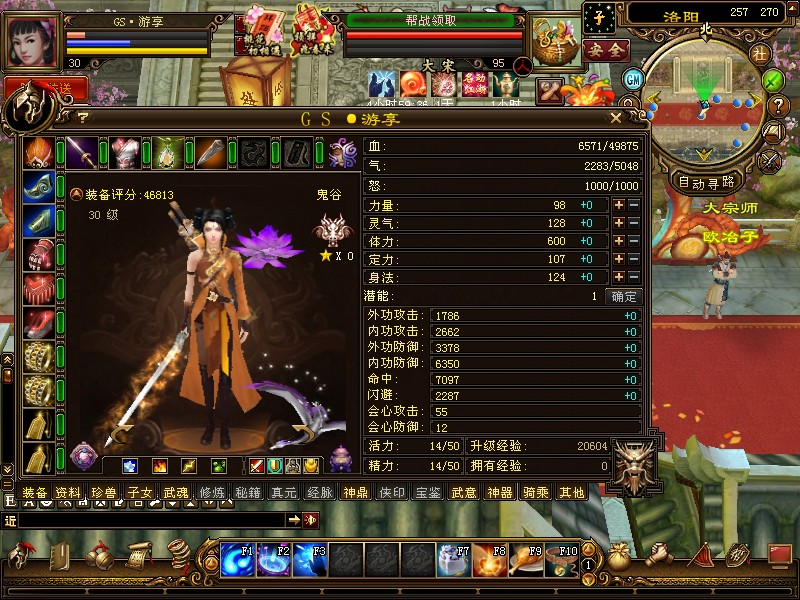 GS·游享
30
帮战领取
95
大宋
子
安全
洛阳
257 270
北
社
GM
自动寻路
大宗师
欧冶子
GS 游享
装备评分:46813
30 级
鬼谷
X 0
血: 6571/49875
气: 2283/5048
怒: 1000/1000
力量: 98 +0
灵气: 128 +0
体力: 600 +0
定力: 107 +0
身法: 124 +0
潜能: 1 确定
外功攻击: 1786 +0
内功攻击: 2662 +0
外功防御: 3378 +0
内功防御: 6350 +0
命中: 7097 +0
闪避: 2287 +0
会心攻击: 55
会心防御: 12
活力: 14/50 升级经验: 20604
精力: 14/50 拥有经验: 0
装备 资料 珍兽 子女 武魂 修炼 秘籍 真元 经脉 神鼎 侠印 宝鉴 武意 神器 骑乘 其他
近
F1 F2 F3 F7 F8 F9 F10
1